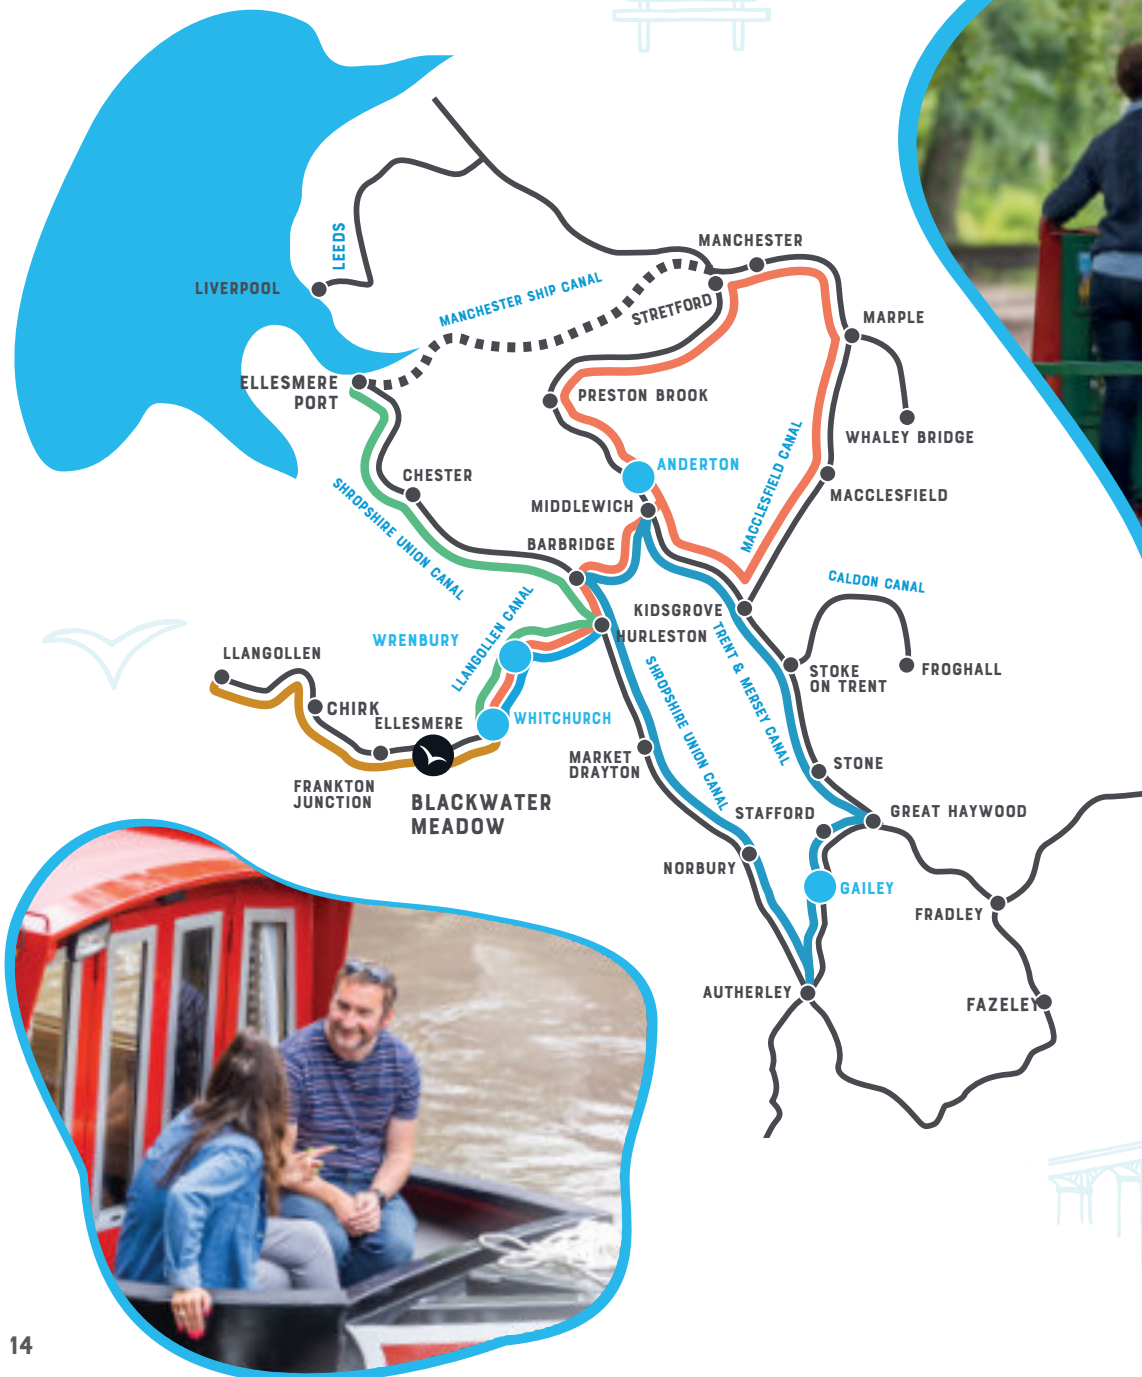 MANCHESTER
LEEDS
LIVERPOOL
MANCHESTER SHIP CANAL
STRETFORD
MARPLE
ELLESMERE
PORT
PRESTON BROOK
WHALEY BRIDGE
ANDERTON
CHESTER
MACCLESFIELD CANAL
MACCLESFIELD
MIDDLEWICH
SHROPSHIRE UNION CANAL
BARBRIDGE
CALDON CANAL
KIDSGROVE
LLANGOLLEN CANAL
HURLESTON
WRENBURY
TRENT & MERSEY CANAL
LLANGOLLEN
STOKE
ON TRENT
FROGHALL
SHROPSHIRE UNION CANAL
CHIRK
ELLESMERE
WHITCHURCH
MARKET
DRAYTON
STONE
FRANKTON
JUNCTION
BLACKWATER
MEADOW
STAFFORD
GREAT HAYWOOD
NORBURY
GAILEY
FRADLEY
AUTHERLEY
FAZELEY
14